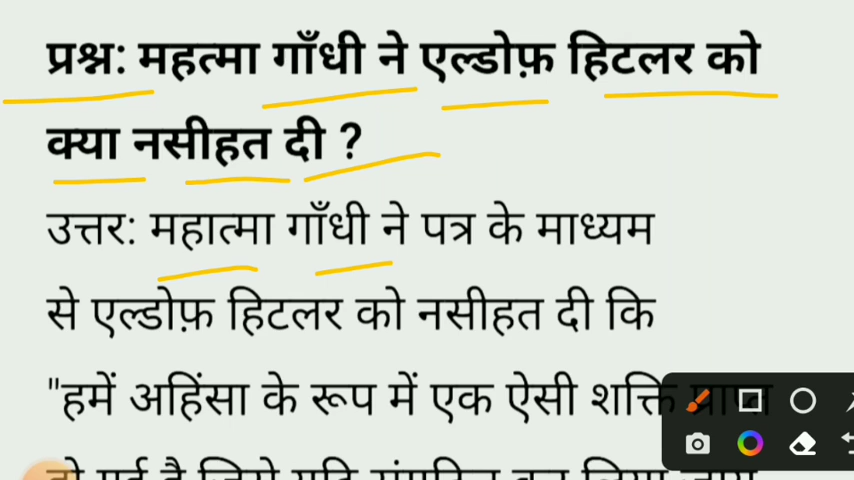 प्रश्न: महत्मा गाँधी ने एल्डोफ़ हिटलर को
क्या नसीहत दी ?
उत्तर: महात्मा गाँधी ने पत्र के माध्यम
से एल्डोफ़ हिटलर को नसीहत दी कि
"हमें अहिंसा के रूप में एक ऐसी शक्ति प्राप्त